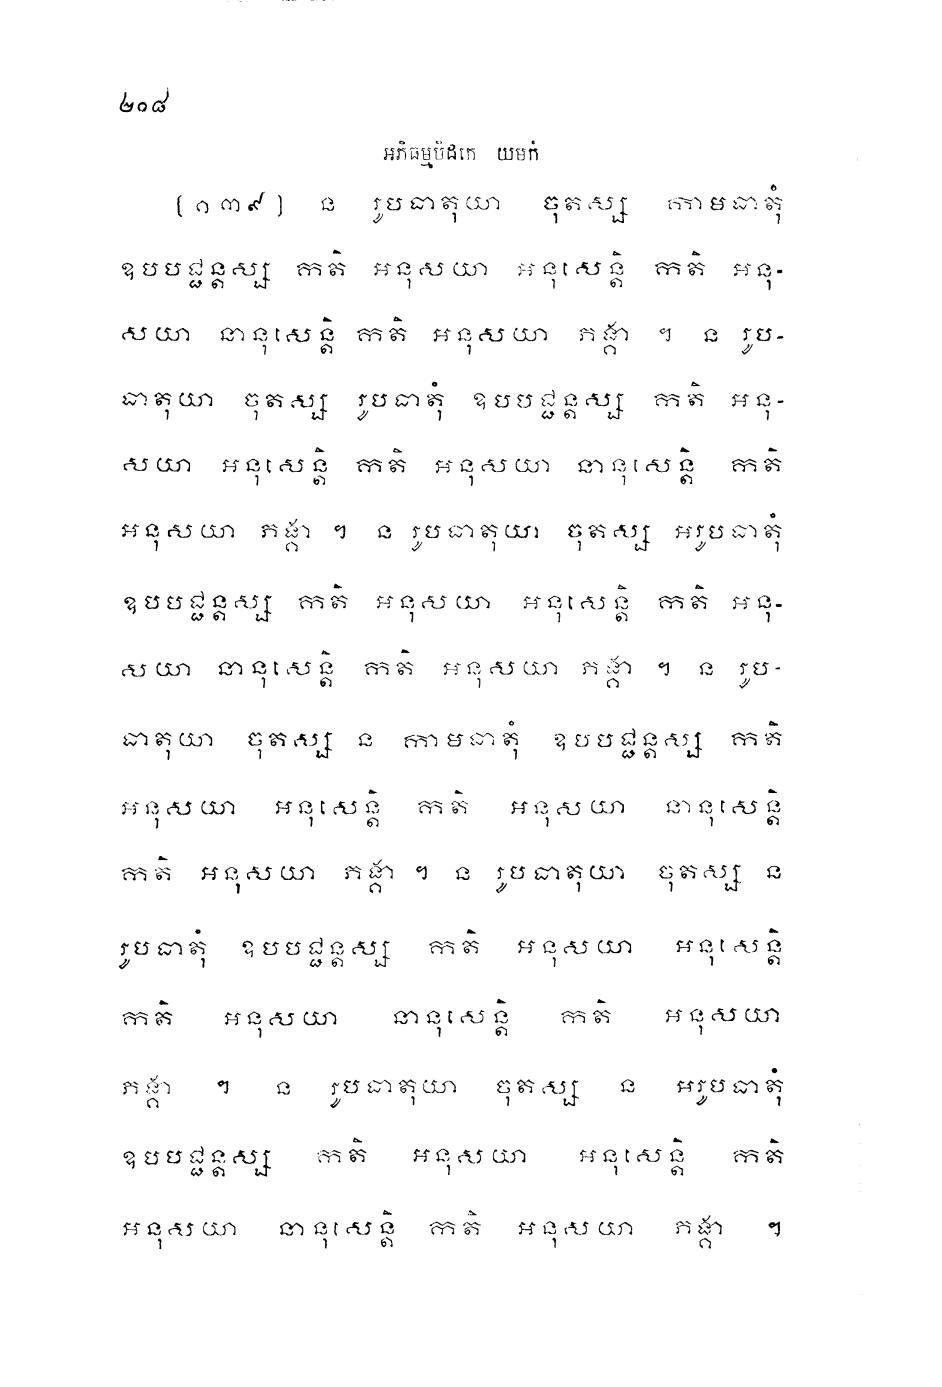 ២១៨
អភិធម្មបិដកេ យមកំ
(១៣៩) ន រូបធាតុយា ចុតស្ស កាមធាតុំ
ឧបបជ្ជន្តស្ស កតិ អនុសយា អនុសេន្តិ កតិ អនុ-
សយា នានុសេន្តិ កតិ អនុសយា ភង្គា ។ ន រូប-
ធាតុយា ចុតស្ស រូបធាតុំ ឧបបជ្ជន្តស្ស កតិ អនុ-
សយា អនុសេន្តិ កតិ អនុសយា នានុសេន្តិ កតិ
អនុសយា ភង្គា ។ ន រូបធាតុយា ចុតស្ស អរូបធាតុំ
ឧបបជ្ជន្តស្ស កតិ អនុសយា អនុសេន្តិ កតិ អនុ-
សយា នានុសេន្តិ កតិ អនុសយា ភង្គា ។ ន រូប-
ធាតុយា ចុតស្ស ន កាមធាតុំ ឧបបជ្ជន្តស្ស កតិ
អនុសយា អនុសេន្តិ កតិ អនុសយា នានុសេន្តិ
កតិ អនុសយា ភង្គា ។ ន រូបធាតុយា ចុតស្ស ន
រូបធាតុំ ឧបបជ្ជន្តស្ស កតិ អនុសយា អនុសេន្តិ
កតិ អនុសយា នានុសេន្តិ កតិ អនុសយា
ភង្គា ។ ន រូបធាតុយា ចុតស្ស ន អរូបធាតុំ
ឧបបជ្ជន្តស្ស កតិ អនុសយា អនុសេន្តិ កតិ
អនុសយា នានុសេន្តិ កតិ អនុសយា ភង្គា ។